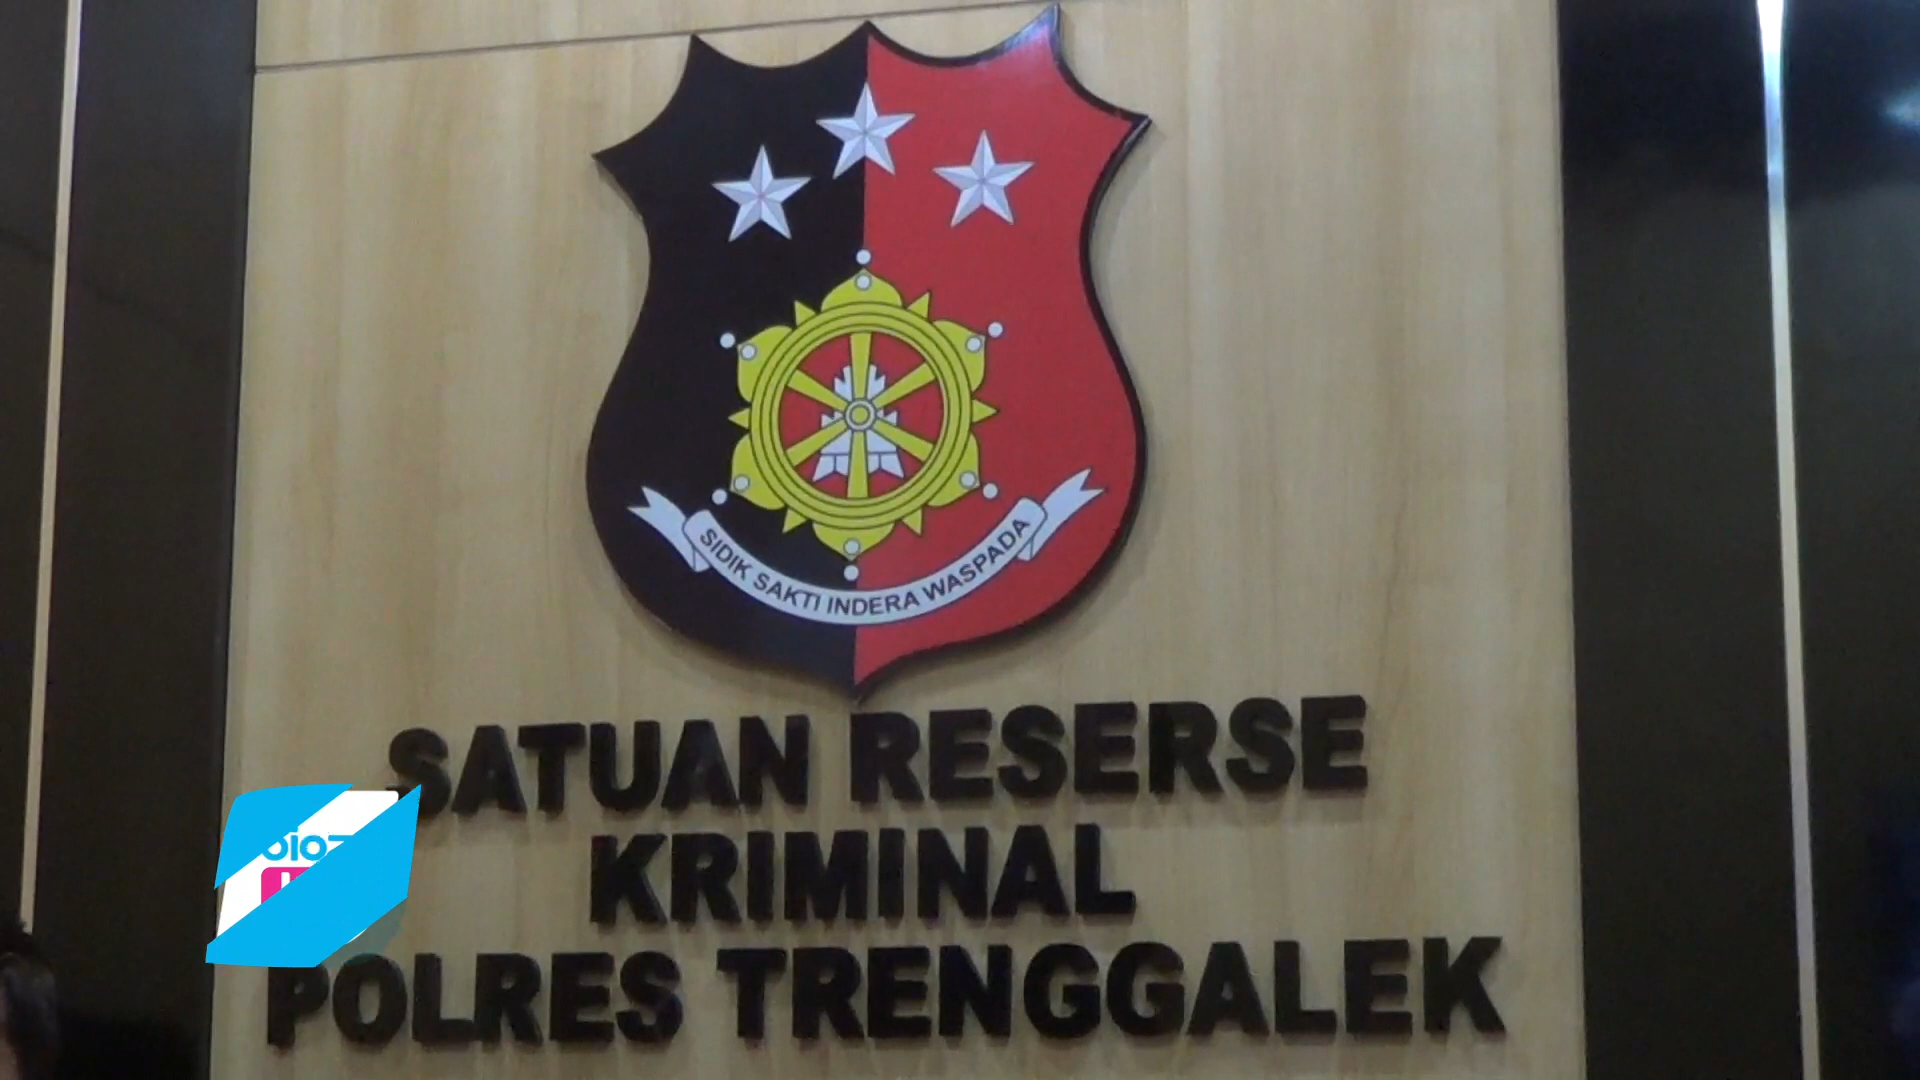 SIDIK SAKTI INDERA WASPADA
SATUAN RESERSE
KRIMINAL
POLRES TRENGGALEK